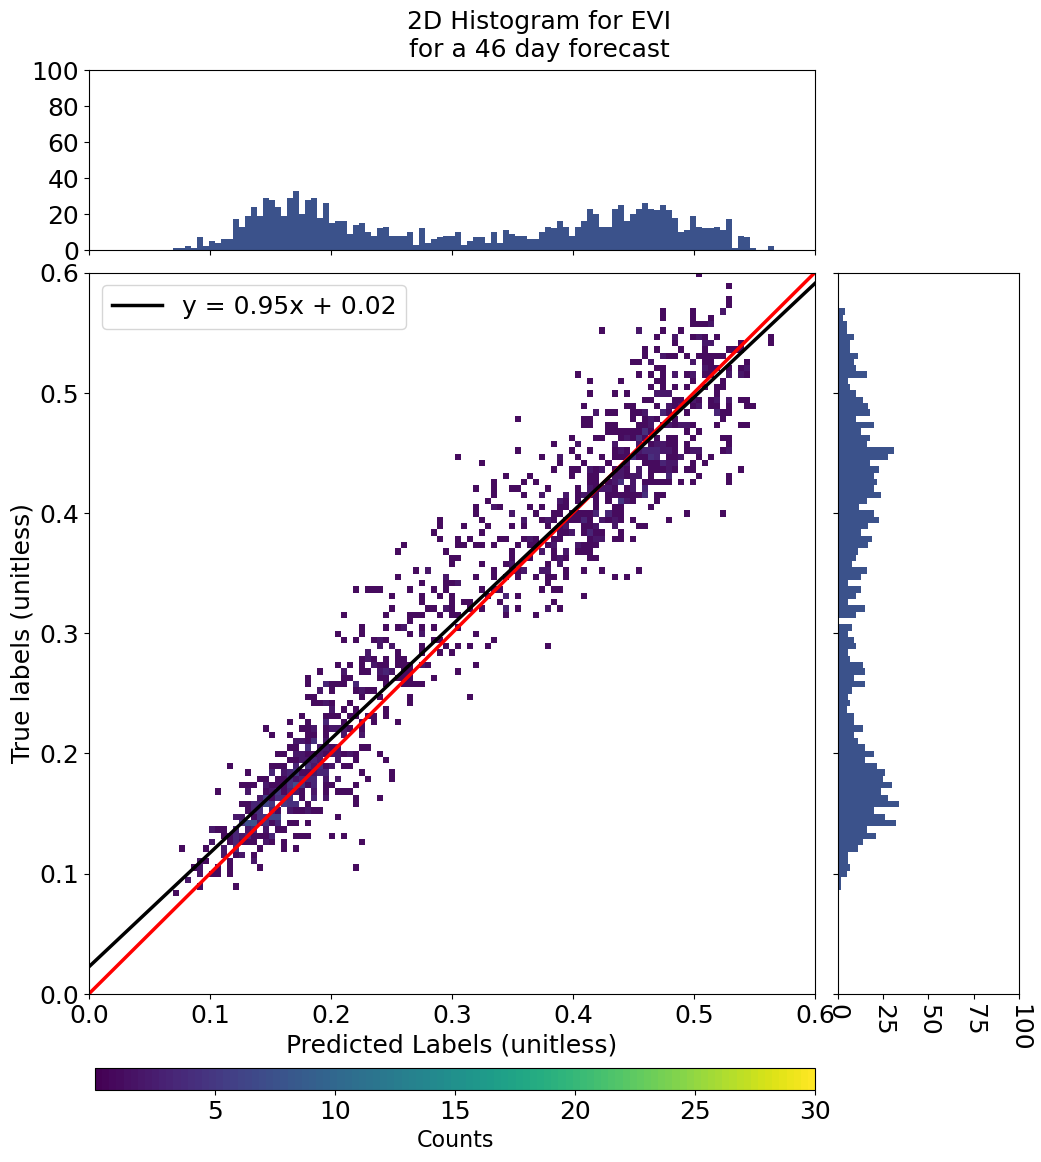 2D Histogram for EVI
for a 46 day forecast
100
80
60
40
20
0
0.6
0.5
0.4
0.3
0.2
0.1
0.0
True labels (unitless)
y = 0.95x + 0.02
0.0 0.1 0.2 0.3 0.4 0.5 0.6
Predicted Labels (unitless)
0 25 50 75 100
5 10 15 20 25 30
Counts